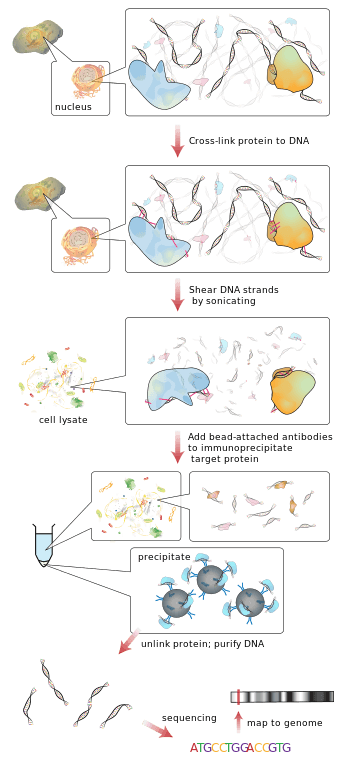 nucleus
Cross-link protein to DNA
Shear DNA strands
by sonicating
cell lysate
Add bead-attached antibodies
to immunoprecipitate
target protein
precipitate
unlink protein; purify DNA
sequencing
map to genome
ATGCCTGGACCGTG